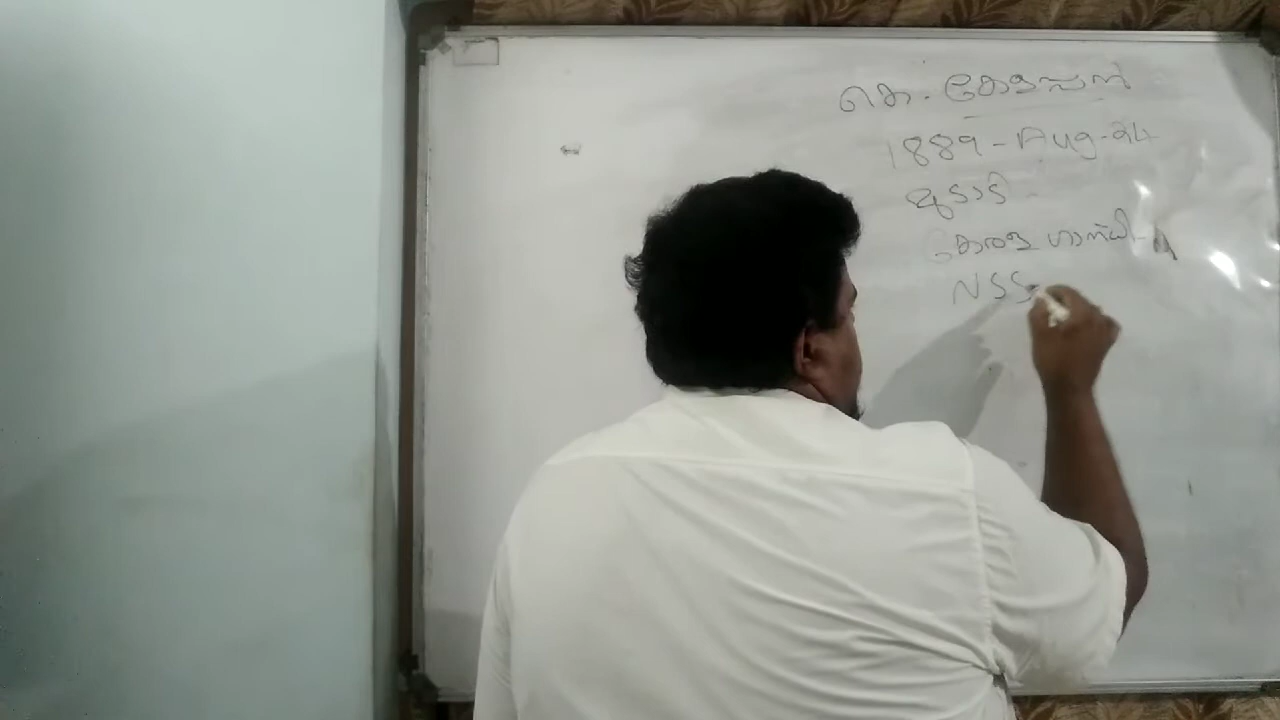 കെ. കേളപ്പൻ
1889 - Aug - 24
മൂടാടി
കേരള ഗാന്ധി
NSS